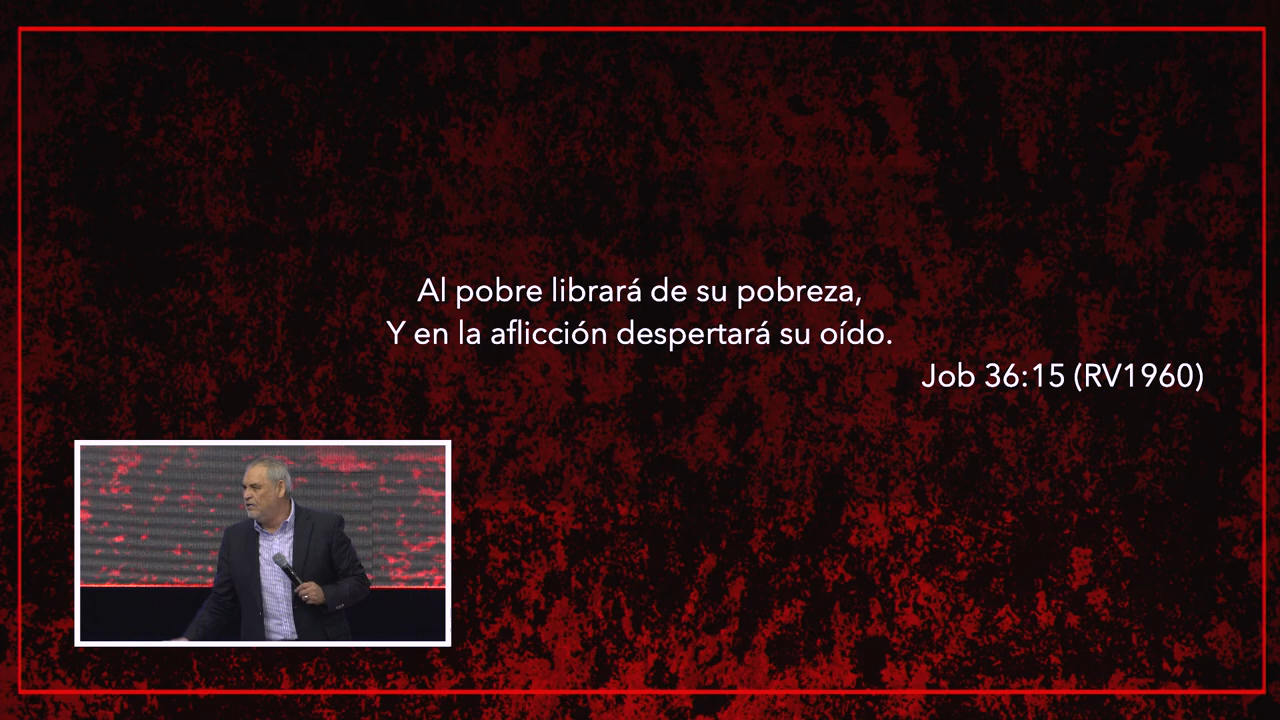 Al pobre librará de su pobreza,
Y en la aflicción despertará su oído.
Job 36:15 (RV1960)